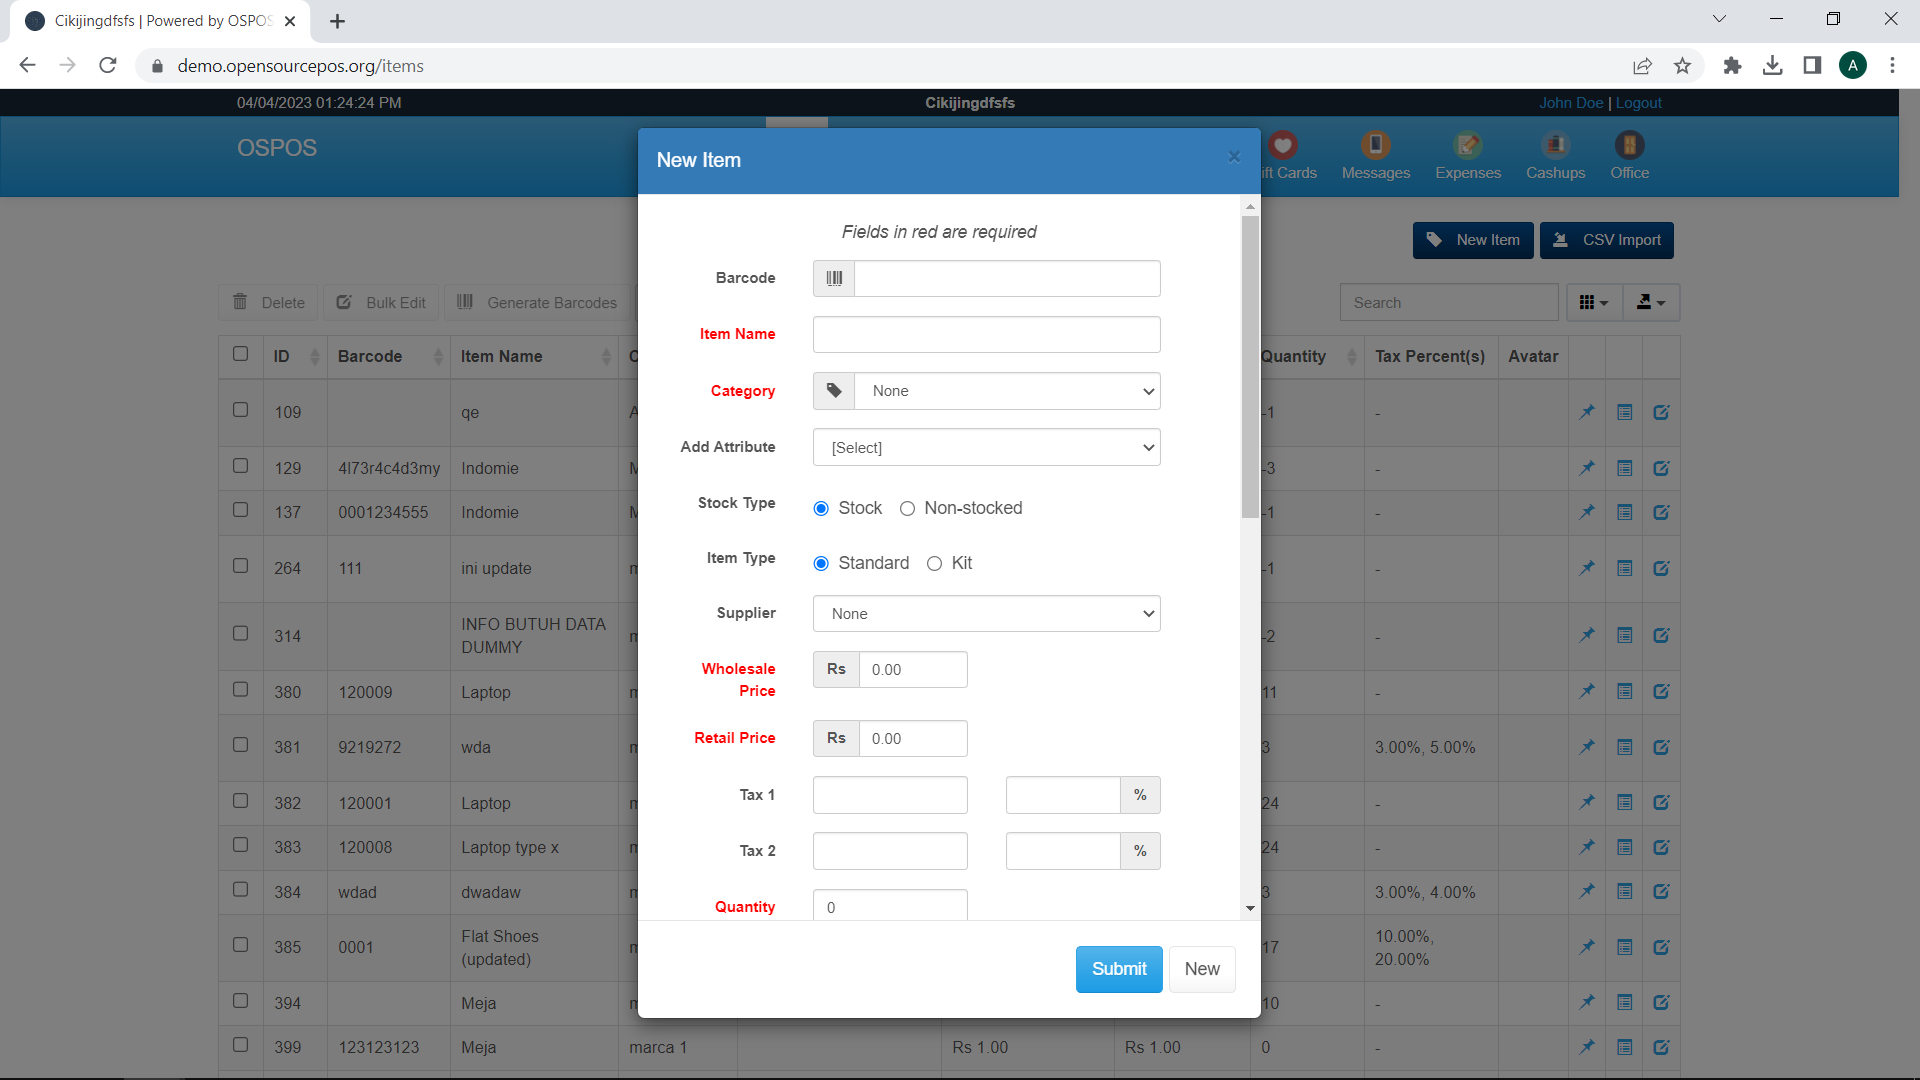 Cikijingdfsfs | Powered by OSPOS
demo.opensourcepos.org/items
A
04/04/2023 01:24:24 PM
Cikijingdfsfs
John Doe | Logout
OSPOS
ift Cards
Messages
Expenses
Cashups
Office
New Item
CSV Import
Delete
Bulk Edit
Generate Barcodes
Search
ID
Barcode
Item Name
Quantity
Tax Percent(s)
Avatar
109
qe
-1
-
129
4l73r4c4d3my
Indomie
-3
-
137
0001234555
Indomie
-1
-
264
111
ini update
-1
-
314
INFO BUTUH DATA
DUMMY
-2
-
380
120009
Laptop
11
-
381
9219272
wda
3
3.00%, 5.00%
382
120001
Laptop
24
-
383
120008
Laptop type x
24
-
384
wdad
dwadaw
3
3.00%, 4.00%
385
0001
Flat Shoes
(updated)
17
10.00%,
20.00%
394
Meja
10
-
399
123123123
Meja
marca 1
Rs 1.00
Rs 1.00
0
-
New Item
×
Fields in red are required
Barcode
Item Name
Category
None
Add Attribute
[Select]
Stock Type
Stock
Non-stocked
Item Type
Standard
Kit
Supplier
None
Wholesale
Price
Rs
0.00
Retail Price
Rs
0.00
Tax 1
%
Tax 2
%
Quantity
0
Submit
New